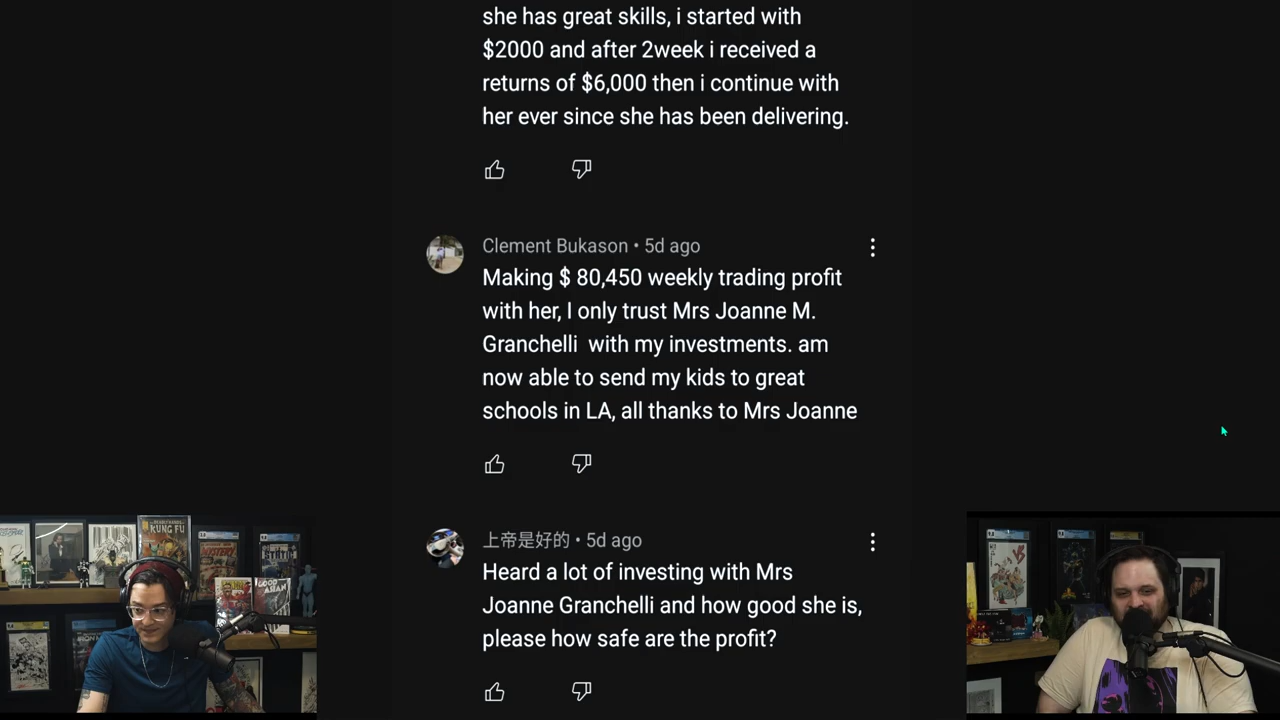 she has great skills, i started with
$2000 and after 2week i received a
returns of $6,000 then i continue with
her ever since she has been delivering.
Clement Bukason • 5d ago
Making $ 80,450 weekly trading profit
with her, I only trust Mrs Joanne M.
Granchelli  with my investments. am
now able to send my kids to great
schools in LA, all thanks to Mrs Joanne
上帝是好的 • 5d ago
Heard a lot of investing with Mrs
Joanne Granchelli and how good she is,
please how safe are the profit?
KUNG FU
GOOD
ASIAN